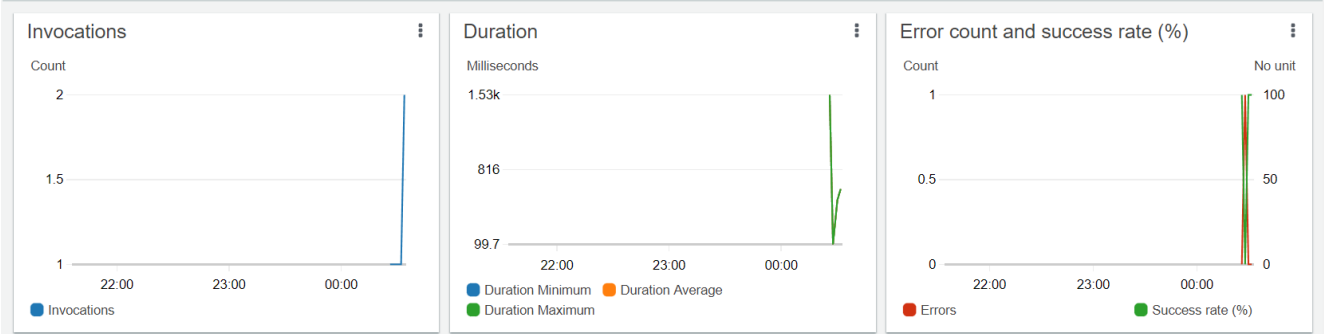 Invocations
Count
2
1.5
1
22:00 23:00 00:00
Invocations
Duration
Milliseconds
1.53k
816
99.7
22:00 23:00 00:00
Duration Minimum Duration Average
Duration Maximum
Error count and success rate (%)
Count No unit
1 100
0.5 50
0 0
22:00 23:00 00:00
Errors Success rate (%)